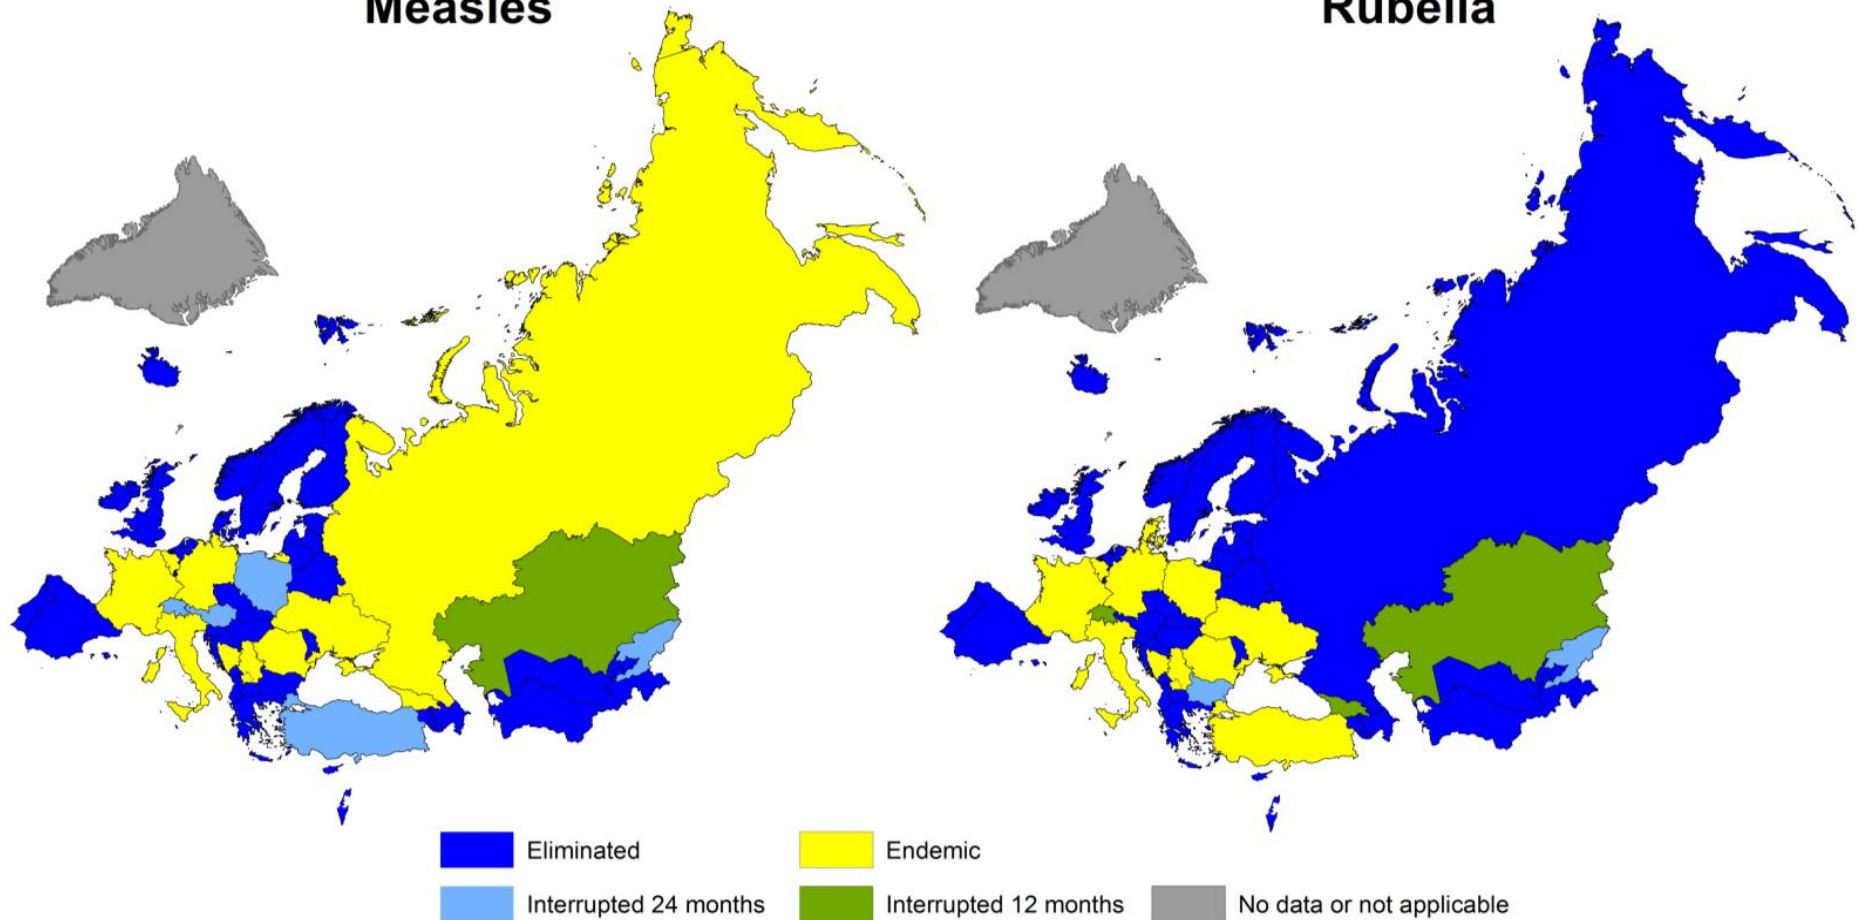 Measles
Rubella
Eliminated
Endemic
Interrupted 24 months
Interrupted 12 months
No data or not applicable